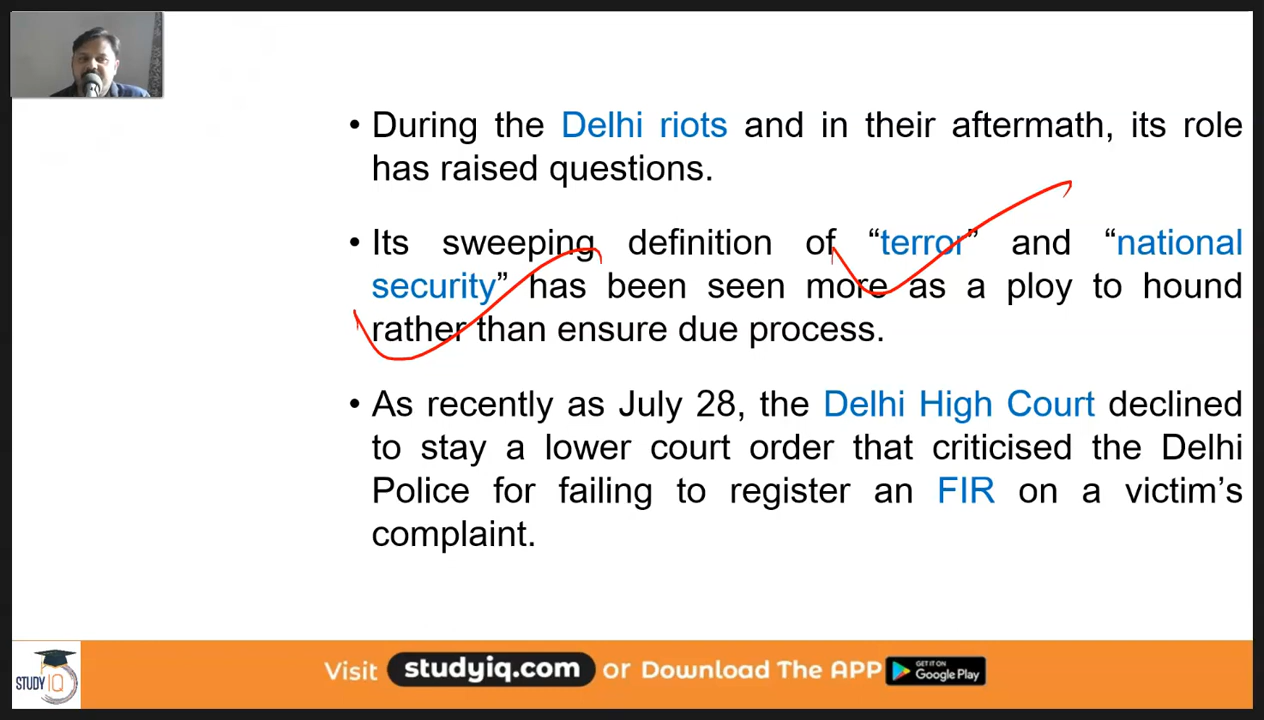 • During the Delhi riots and in their aftermath, its role
has raised questions.
• Its sweeping definition of “terror” and “national
security” has been seen more as a ploy to hound
rather than ensure due process.
• As recently as July 28, the Delhi High Court declined
to stay a lower court order that criticised the Delhi
Police for failing to register an FIR on a victim’s
complaint.
STUDY IQ
Visit studyiq.com or Download The APP GET IT ON Google Play